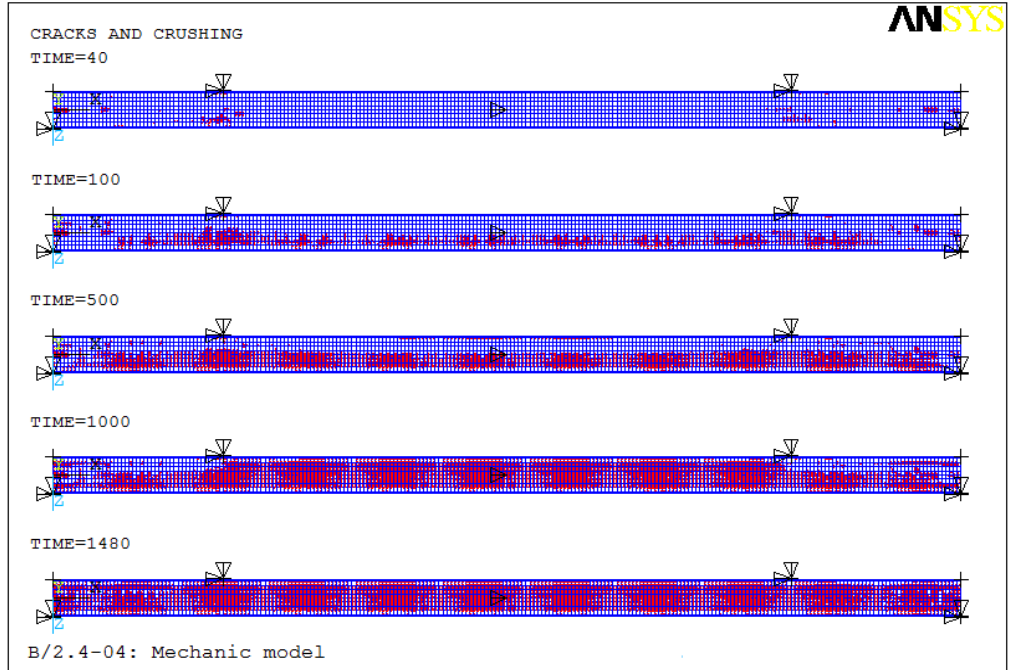 ANSYS
CRACKS AND CRUSHING
TIME=40
X
Z
TIME=100
X
Z
TIME=500
X
Z
TIME=1000
X
Z
TIME=1480
X
Z
B/2.4-04: Mechanic model